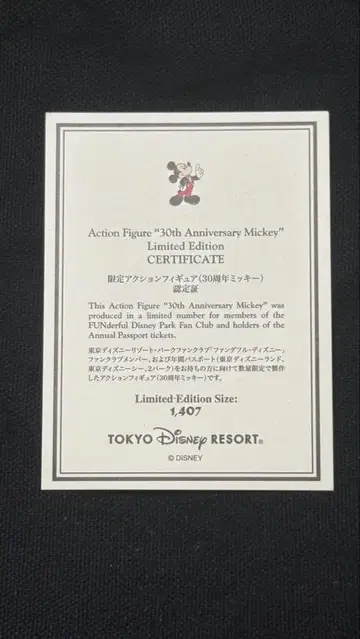 Action Figure "30th Anniversary Mickey"
Limited Edition
CERTIFICATE
限定アクションフィギュア(30周年ミッキー)
認定証
This Action Figure "30th Anniversary Mickey" was
produced in a limited number for members of the
FUNderful Disney Park Fan Club and holders of the
Annual Passport tickets.
東京ディズニーリゾート・パークファンクラブ「ファンダフル・ディズニー」
ファンクラブメンバー、および年間パスポート(東京ディズニーランド、
東京ディズニーシー、2パーク)をお持ちの方に向けて数量限定で製作
したアクションフィギュア(30周年ミッキー)です。
Limited Edition Size:
1,407
TOKYO Disney RESORT®
© DISNEY